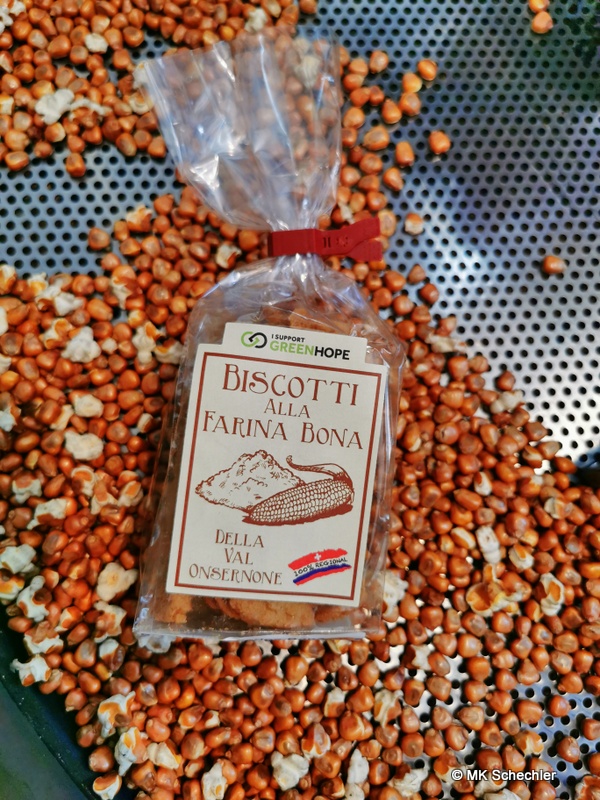 I SUPPORT
GREENHOPE
BISCOTTI
ALLA
FARINA BONA
DELLA
VAL
ONSERNONE
100% REGIONAL
© MK Schechler